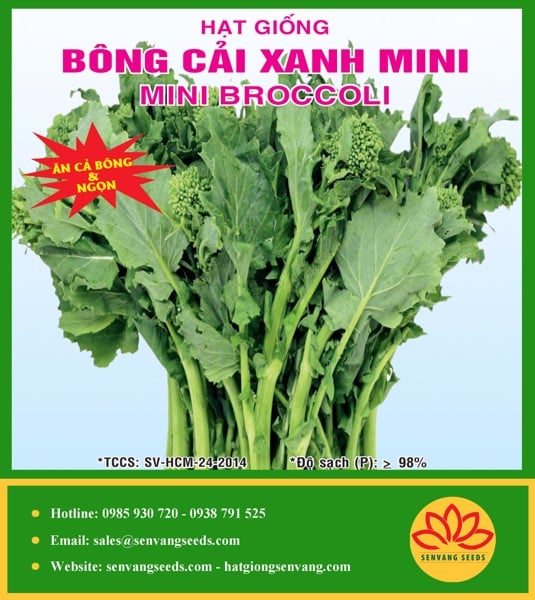 HẠT GIỐNG
BÔNG CẢI XANH MINI
MINI BROCCOLI
ĂN CẢ BÔNG
&
NGỌN
*TCCS: SV-HCM-24-2014 *Độ sạch (P): ≥ 98%
Hotline: 0985 930 720 - 0938 791 525
Email: sales@senvangseeds.com
Website: senvangseeds.com - hatgiongsenvang.com
SENVANG SEEDS